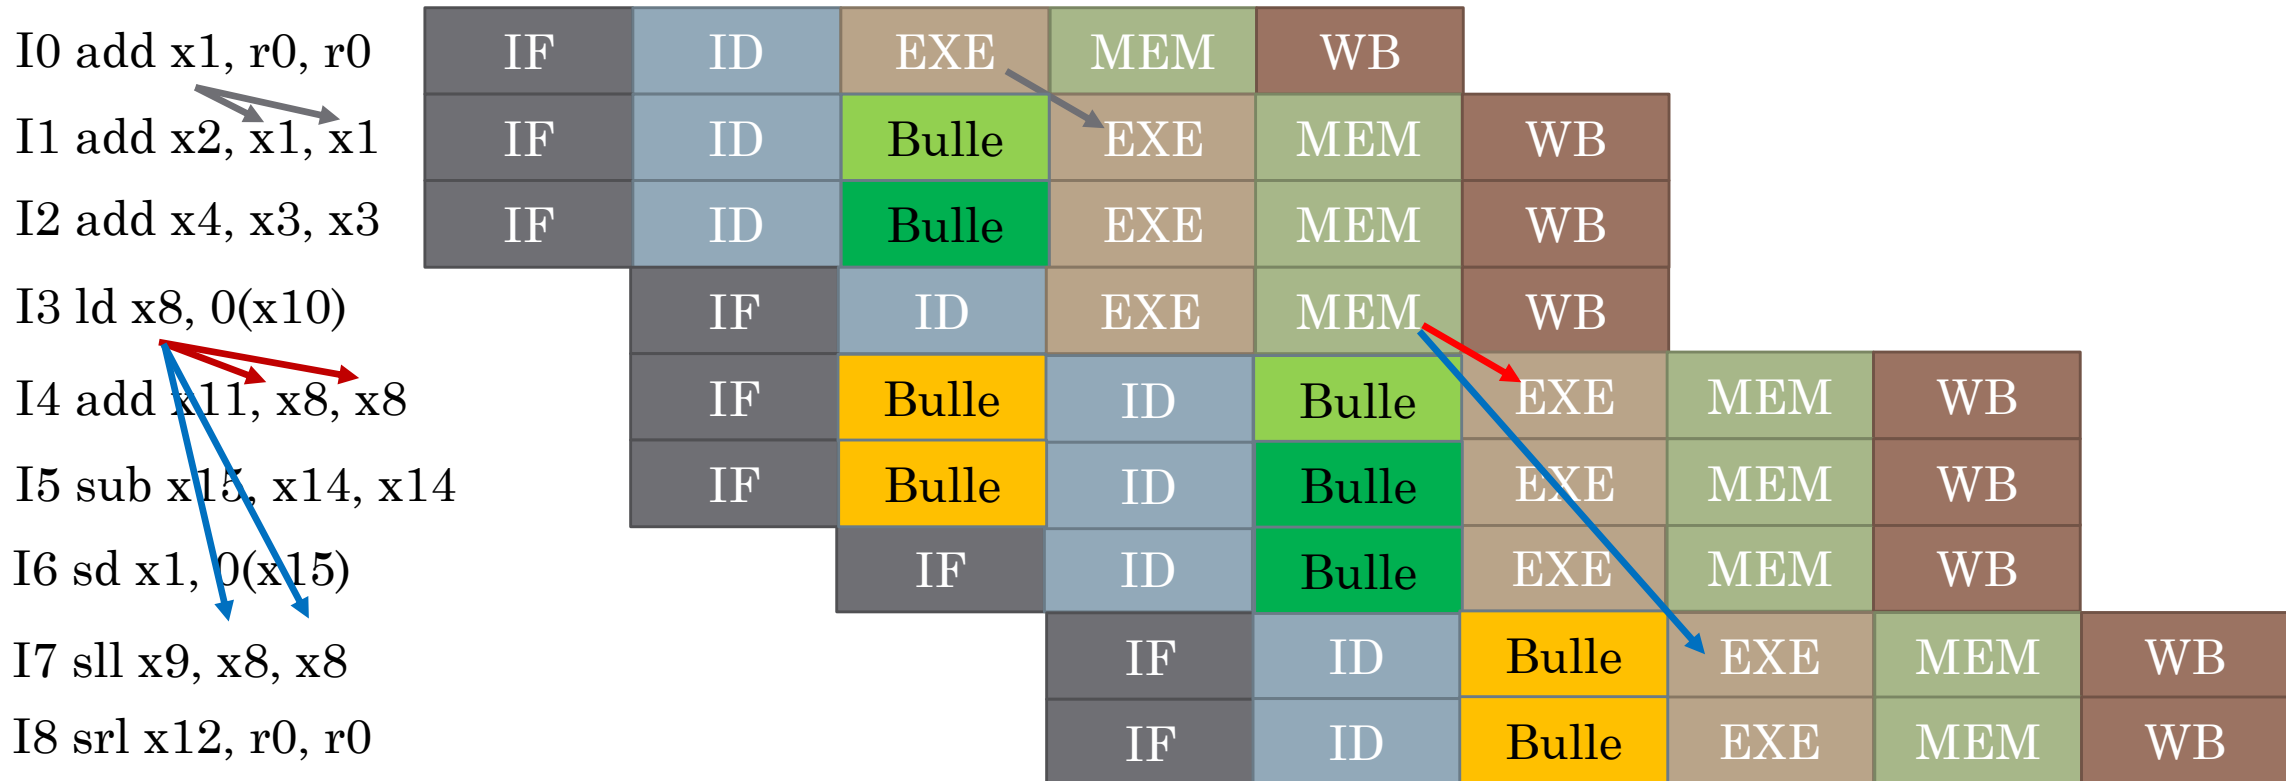 I0 add x1, r0, r0 IF ID EXE MEM WB
I1 add x2, x1, x1 IF ID Bulle EXE MEM WB
I2 add x4, x3, x3 IF ID Bulle EXE MEM WB
I3 ld x8, 0(x10) IF ID EXE MEM WB
I4 add x11, x8, x8 IF Bulle ID Bulle EXE MEM WB
I5 sub x15, x14, x14 IF Bulle ID Bulle EXE MEM WB
I6 sd x1, 0(x15) IF ID Bulle EXE MEM WB
I7 sll x9, x8, x8 IF ID Bulle EXE MEM WB
I8 srl x12, r0, r0 IF ID Bulle EXE MEM WB